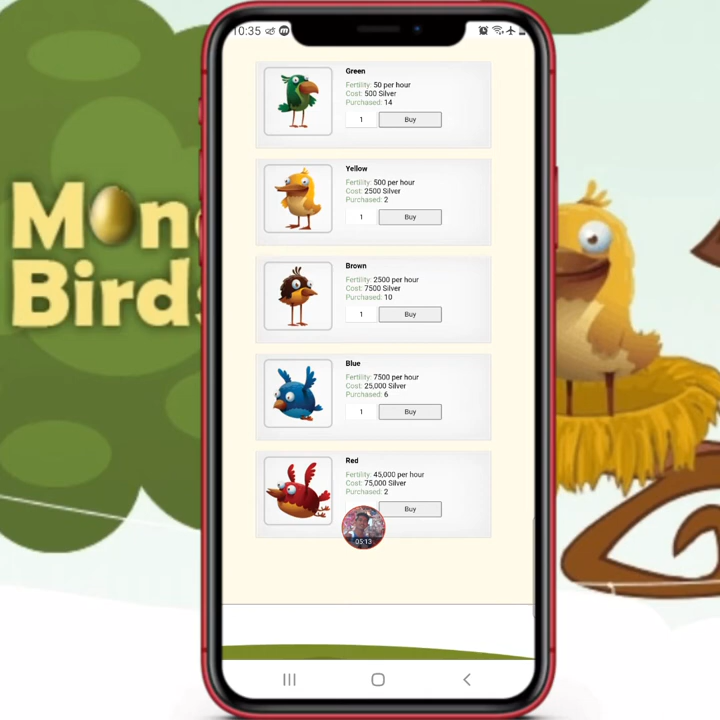 10:35
Mon
Birds
Green
Fertility: 50 per hour
Cost: 500 Silver
Purchased: 14
1 Buy
Yellow
Fertility: 500 per hour
Cost: 2500 Silver
Purchased: 2
1 Buy
Brown
Fertility: 2500 per hour
Cost: 7500 Silver
Purchased: 10
1 Buy
Blue
Fertility: 7500 per hour
Cost: 25,000 Silver
Purchased: 6
1 Buy
Red
Fertility: 45,000 per hour
Cost: 75,000 Silver
Purchased: 2
Buy
05:13